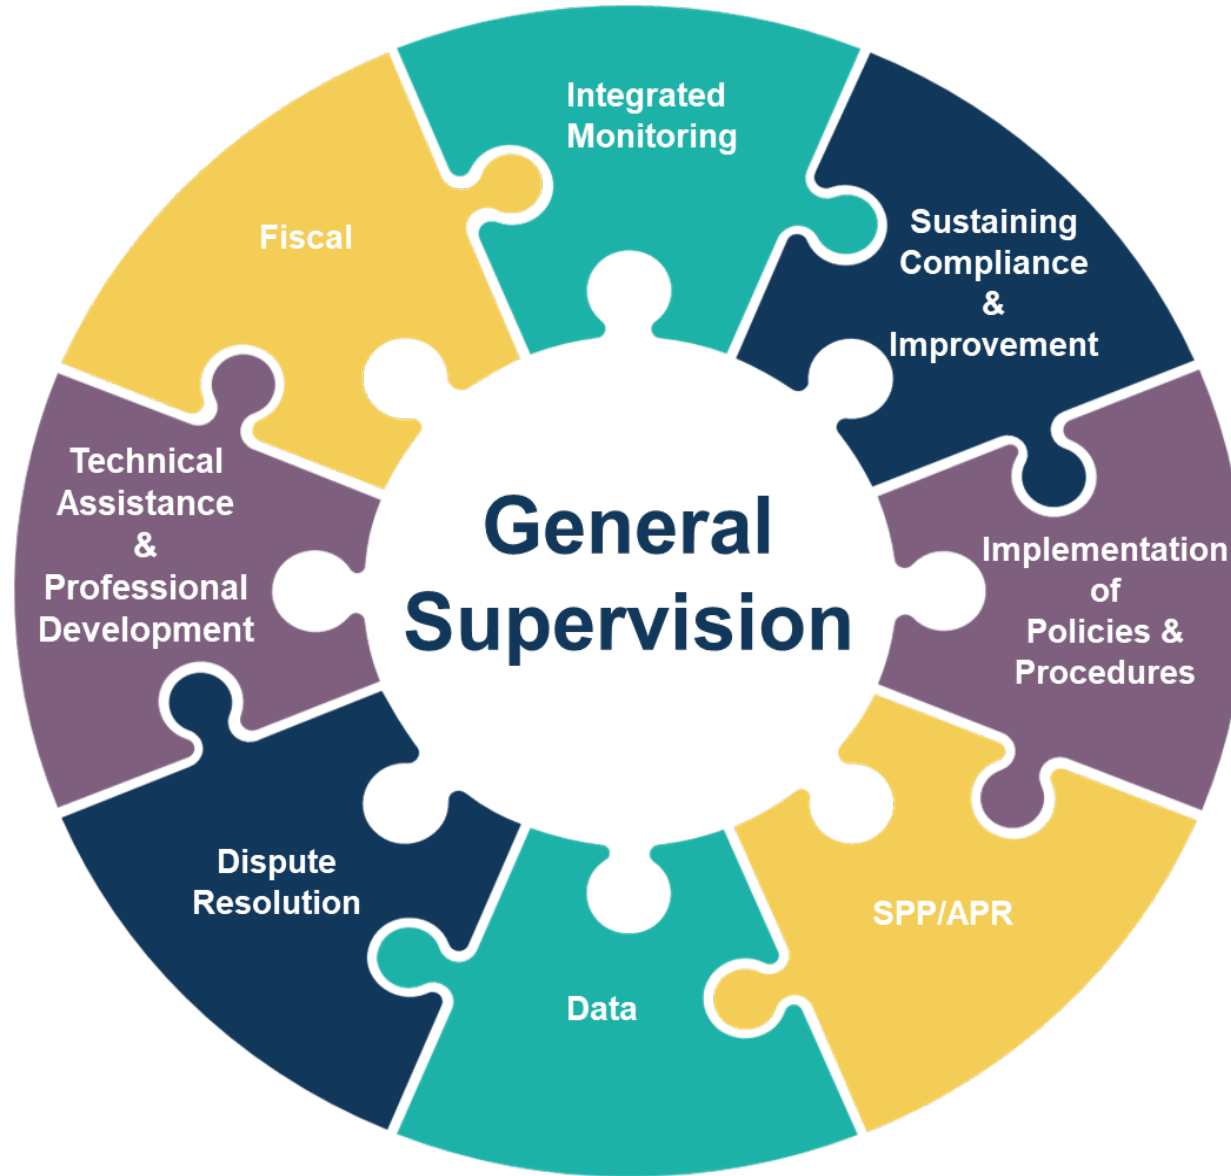 Integrated
Monitoring
Sustaining
Compliance
&
Improvement
Implementation
of
Policies &
Procedures
SPP/APR
Data
Dispute
Resolution
Technical
Assistance
&
Professional
Development
Fiscal
General
Supervision